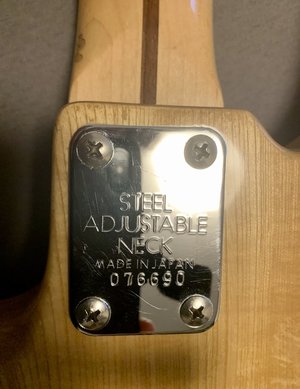 STEEL
ADJUSTABLE
NECK
MADE IN JAPAN
076690